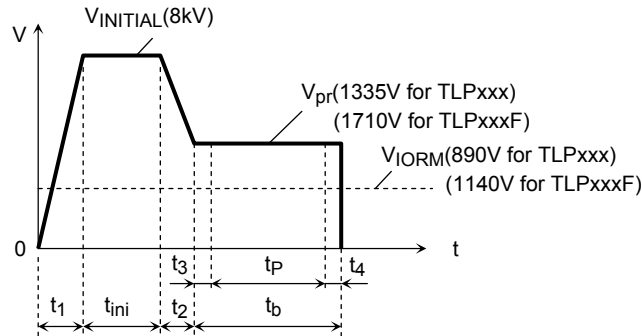 VINITIAL(8kV)
V
Vpr(1335V for TLPxxx)
(1710V for TLPxxxF)
VIORM(890V for TLPxxx)
(1140V for TLPxxxF)
0
t
t3 tP t4
t1 tini t2 tb